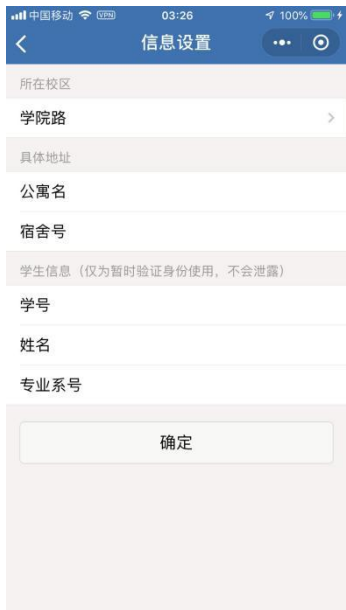 中国移动 VPN 03:26 100%
信息设置
所在校区
学院路
具体地址
公寓名
宿舍号
学生信息（仅为暂时验证身份使用，不会泄露）
学号
姓名
专业系号
确定